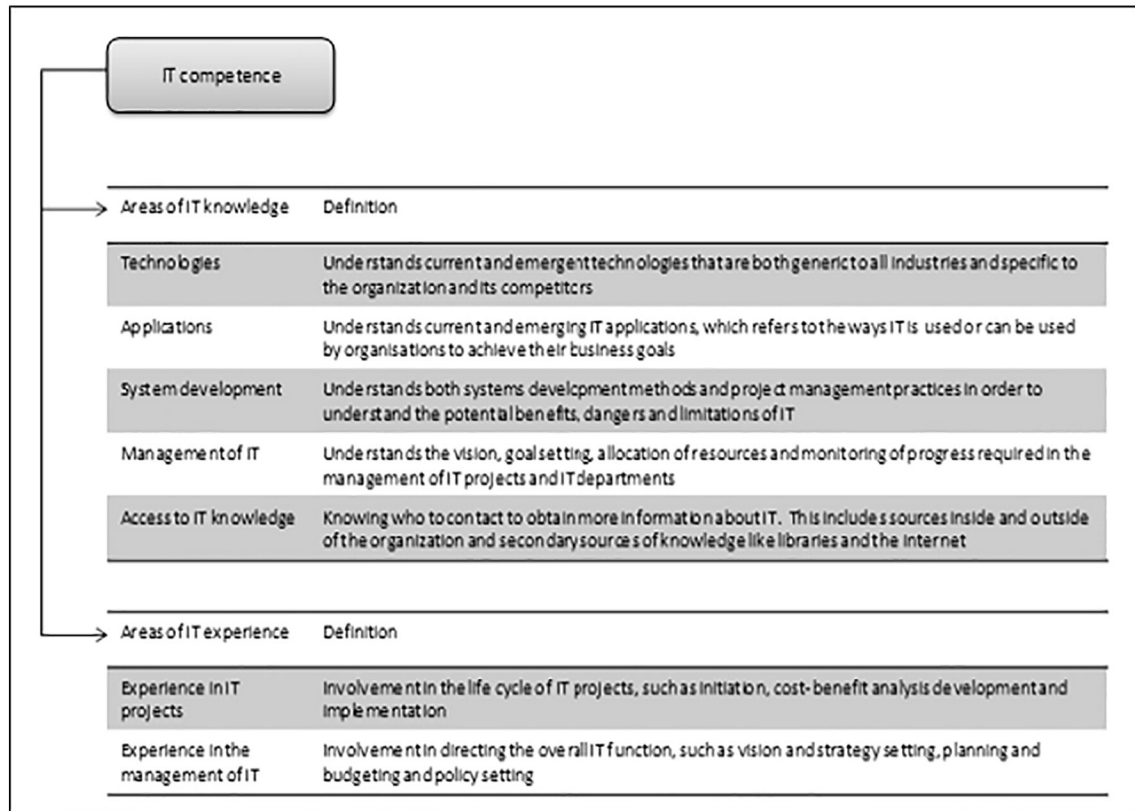 IT competence
Areas of IT knowledge Definition
Technologies Understands current and emergent technologies that are both generic to all industries and specific to
the organization and its competitors
Applications Understands current and emerging IT applications, which refers to the ways IT is used or can be used
by organisations to achieve their business goals
System development Understands both systems development methods and project management practices in order to
understand the potential benefits, dangers and limitations of IT
Management of IT Understands the vision, goal setting, allocation of resources and monitoring of progress required in the
management of IT projects and IT departments
Access to IT knowledge Knowing who to contact to obtain more information about IT. This includes sources inside and outside
of the organization and secondary sources of knowledge like libraries and the internet
Areas of IT experience Definition
Experience in IT Involvement in the life cycle of IT projects, such as initiation, cost-benefit analysis development and
projects implementation
Experience in the Involvement in directing the overall IT function, such as vision and strategy setting, planning and
management of IT budgeting and policy setting